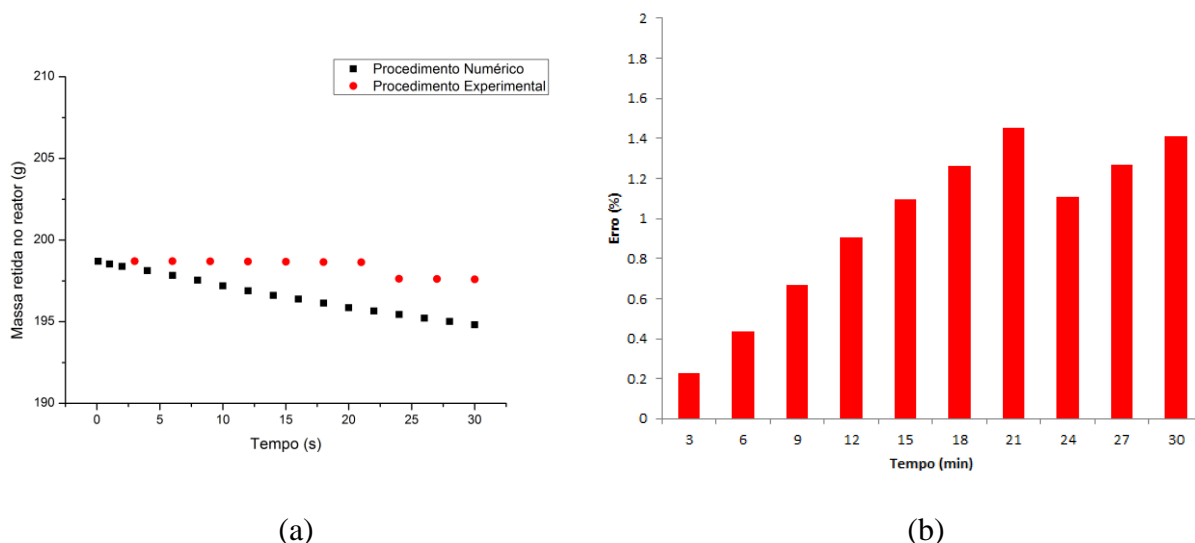 Procedimento Numérico
Procedimento Experimental
Massa retida no reator (g)
210
205
200
195
190
0 5 10 15 20 25 30
Tempo (s)
(a)
Erro (%)
2
1.8
1.6
1.4
1.2
1
0.8
0.6
0.4
0.2
0
3 6 9 12 15 18 21 24 27 30
Tempo (min)
(b)